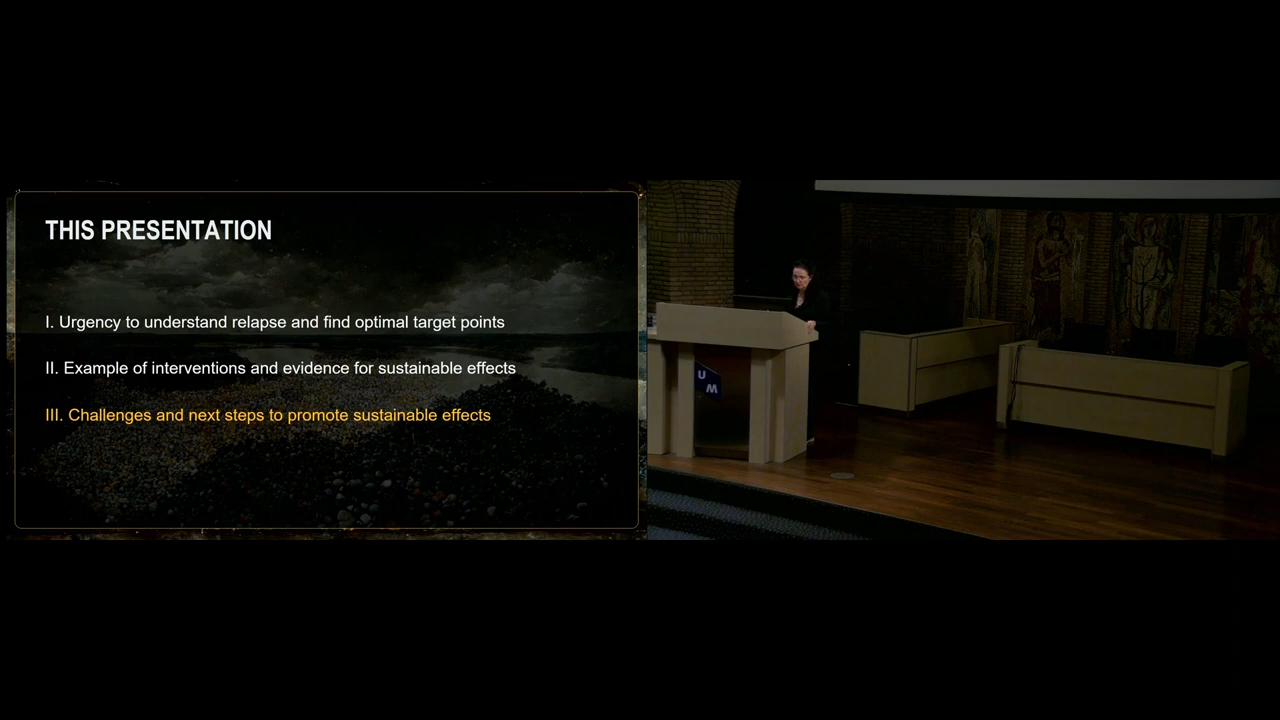 THIS PRESENTATION
I. Urgency to understand relapse and find optimal target points
II. Example of interventions and evidence for sustainable effects
III. Challenges and next steps to promote sustainable effects
U
M